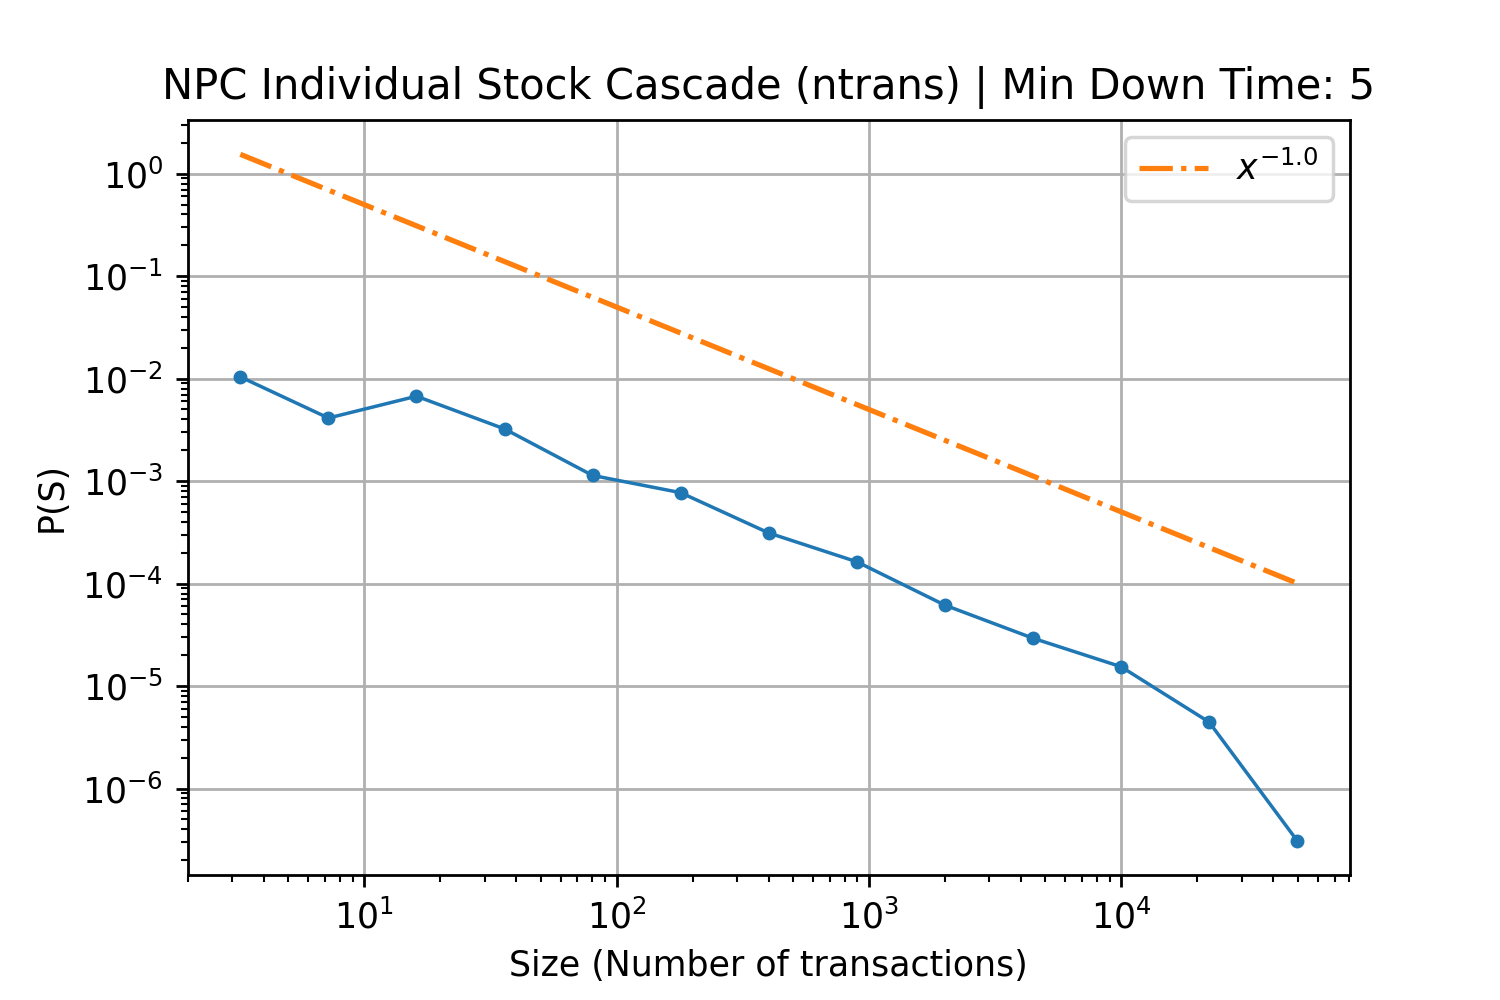 NPC Individual Stock Cascade (ntrans) | Min Down Time: 5
x^{-1.0}
10^0
10^{-1}
10^{-2}
10^{-3}
10^{-4}
10^{-5}
10^{-6}
P(S)
10^1 10^2 10^3 10^4
Size (Number of transactions)